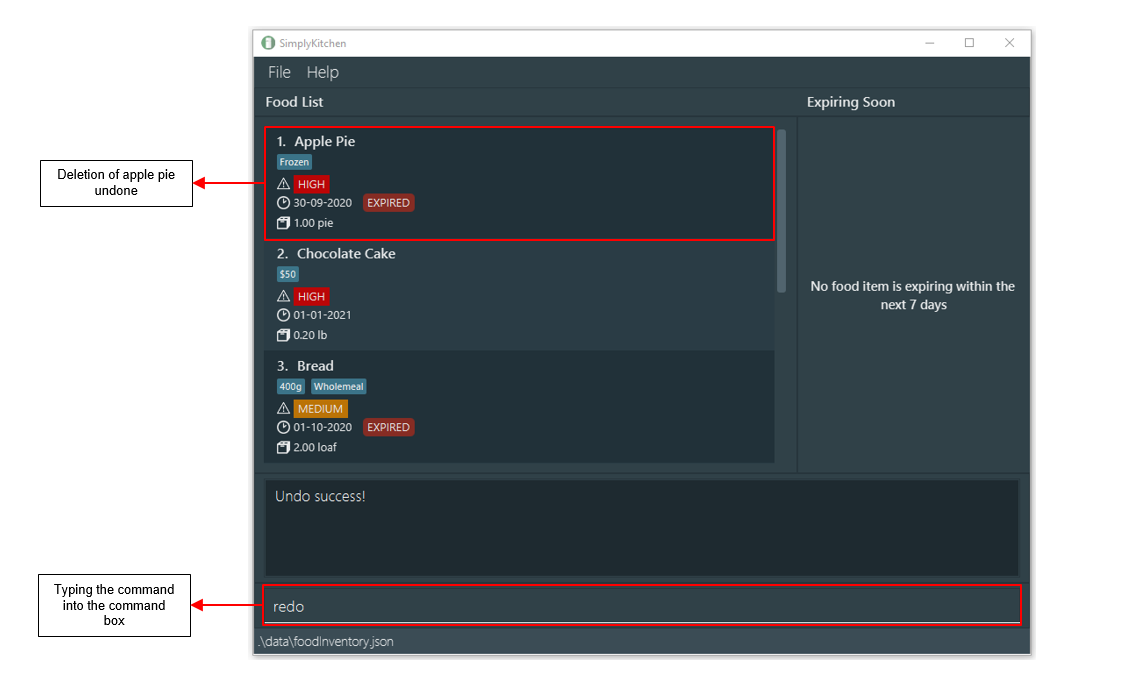 SimplyKitchen
File Help
Food List
Expiring Soon
1. Apple Pie
Frozen
HIGH
30-09-2020 EXPIRED
1.00 pie
Deletion of apple pie
undone
2. Chocolate Cake
$50
HIGH
01-01-2021
0.20 lb
No food item is expiring within the
next 7 days
3. Bread
400g Wholemeal
MEDIUM
01-10-2020 EXPIRED
2.00 loaf
Undo success!
Typing the command
into the command
box
redo
.\data\foodInventory.json